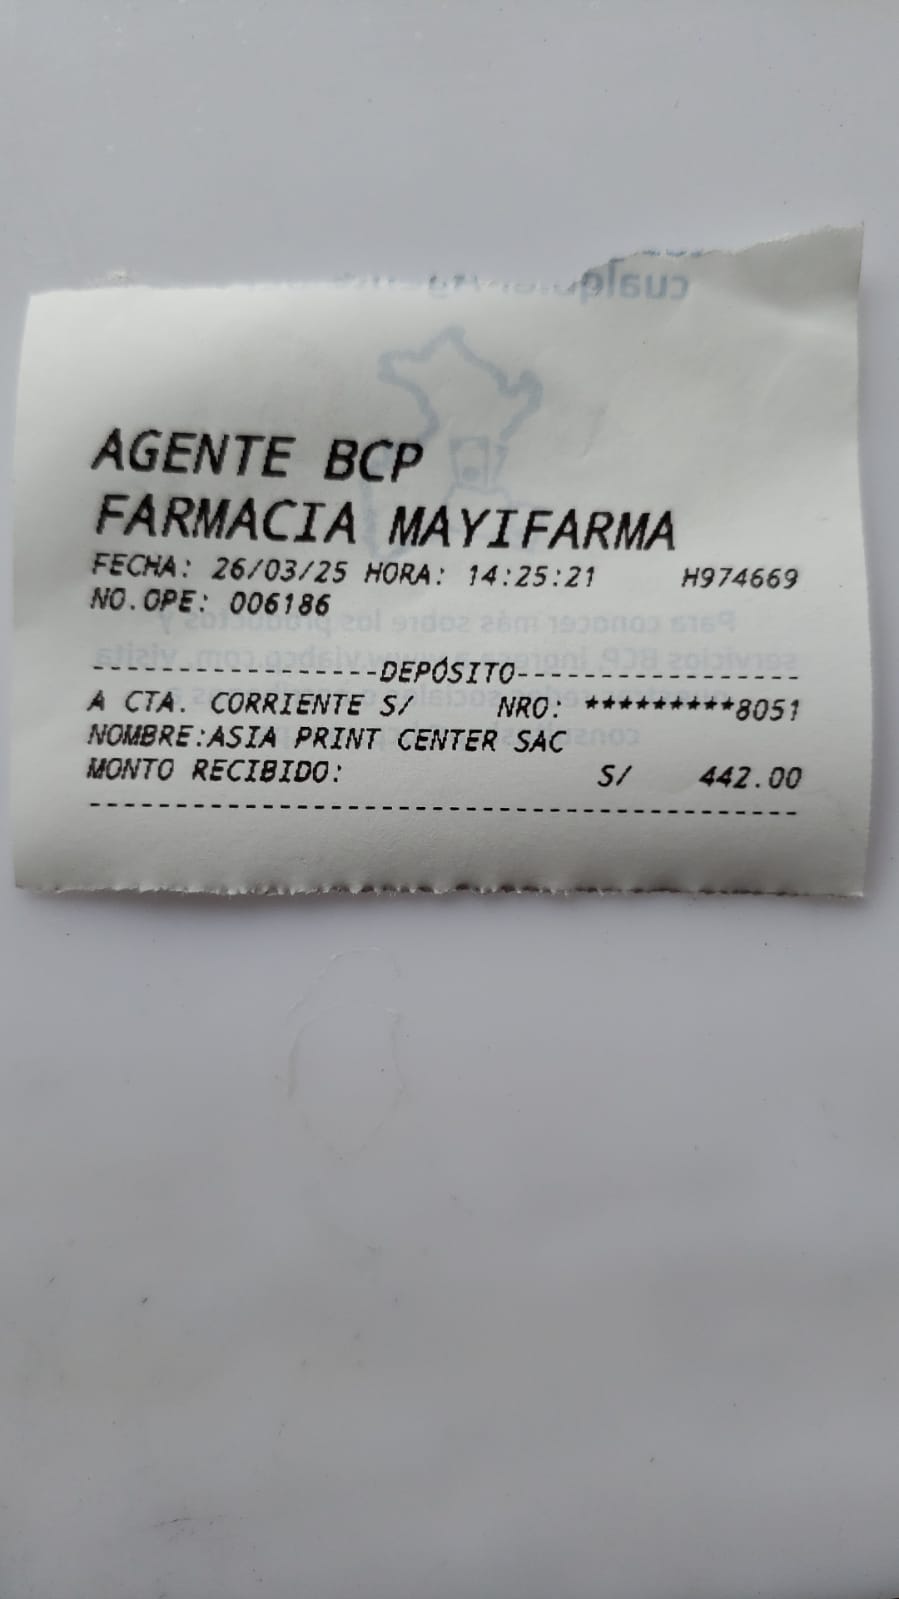 AGENTE BCP
FARMACIA MAYIFARMA
FECHA: 26/03/25 HORA: 14:25:21 H974669
NO.OPE: 006186
-----------------DEPÓSITO-----------------
A CTA. CORRIENTE S/ NRO: *********8051
NOMBRE:ASIA PRINT CENTER SAC
MONTO RECIBIDO: S/ 442.00
------------------------------------------